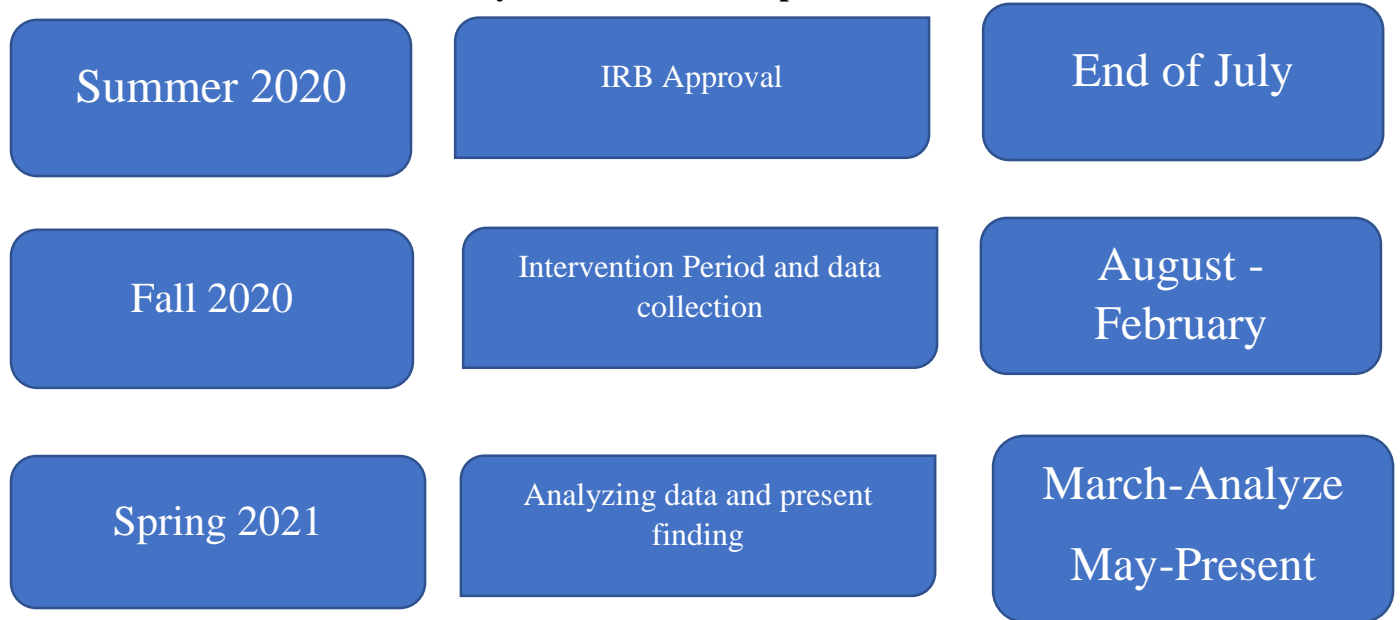 Summer 2020
IRB Approval
End of July
Fall 2020
Intervention Period and data
collection
August -
February
Spring 2021
Analyzing data and present
finding
March-Analyze
May-Present